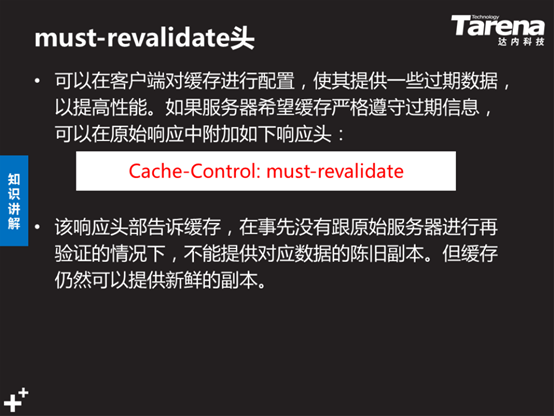 must-revalidate头
Technology
Tarena
达内科技
• 可以在客户端对缓存进行配置，使其提供一些过期数据，
以提高性能。如果服务器希望缓存严格遵守过期信息，
可以在原始响应中附加如下响应头：
Cache-Control: must-revalidate
知识讲解
• 该响应头部告诉缓存，在事先没有跟原始服务器进行再
验证的情况下，不能提供对应数据的陈旧副本。但缓存
仍然可以提供新鲜的副本。